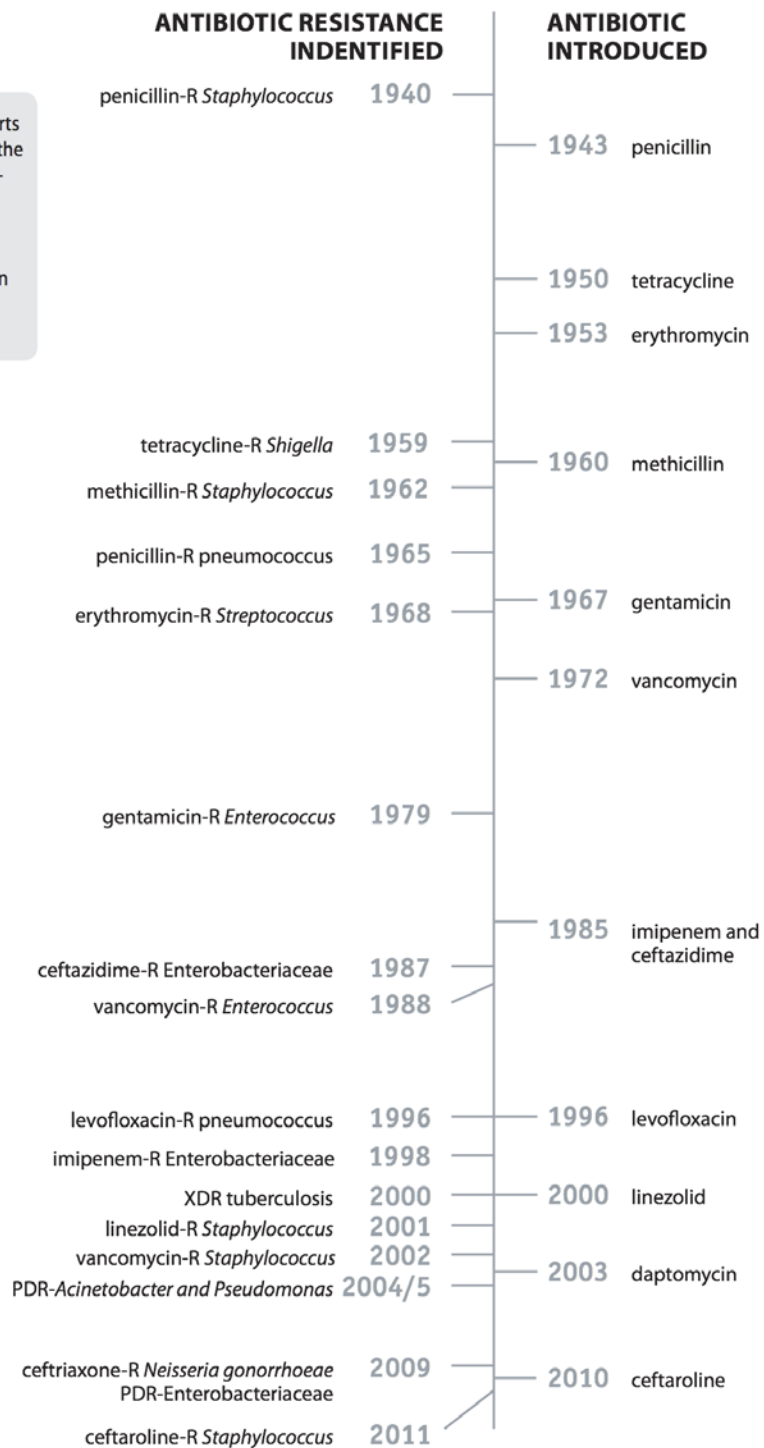 ANTIBIOTIC RESISTANCE
INDENTIFIED
ANTIBIOTIC
INTRODUCED
rts
the
-
n
penicillin-R Staphylococcus 1940
1943 penicillin
1950 tetracycline
1953 erythromycin
tetracycline-R Shigella 1959
1960 methicillin
methicillin-R Staphylococcus 1962
penicillin-R pneumococcus 1965
1967 gentamicin
erythromycin-R Streptococcus 1968
1972 vancomycin
gentamicin-R Enterococcus 1979
1985 imipenem and
ceftazidime
ceftazidime-R Enterobacteriaceae 1987
vancomycin-R Enterococcus 1988
levofloxacin-R pneumococcus 1996
1996 levofloxacin
imipenem-R Enterobacteriaceae 1998
XDR tuberculosis 2000
2000 linezolid
linezolid-R Staphylococcus 2001
vancomycin-R Staphylococcus 2002
2003 daptomycin
PDR-Acinetobacter and Pseudomonas 2004/5
ceftriaxone-R Neisseria gonorrhoeae 2009
PDR-Enterobacteriaceae
2010 ceftaroline
ceftaroline-R Staphylococcus 2011